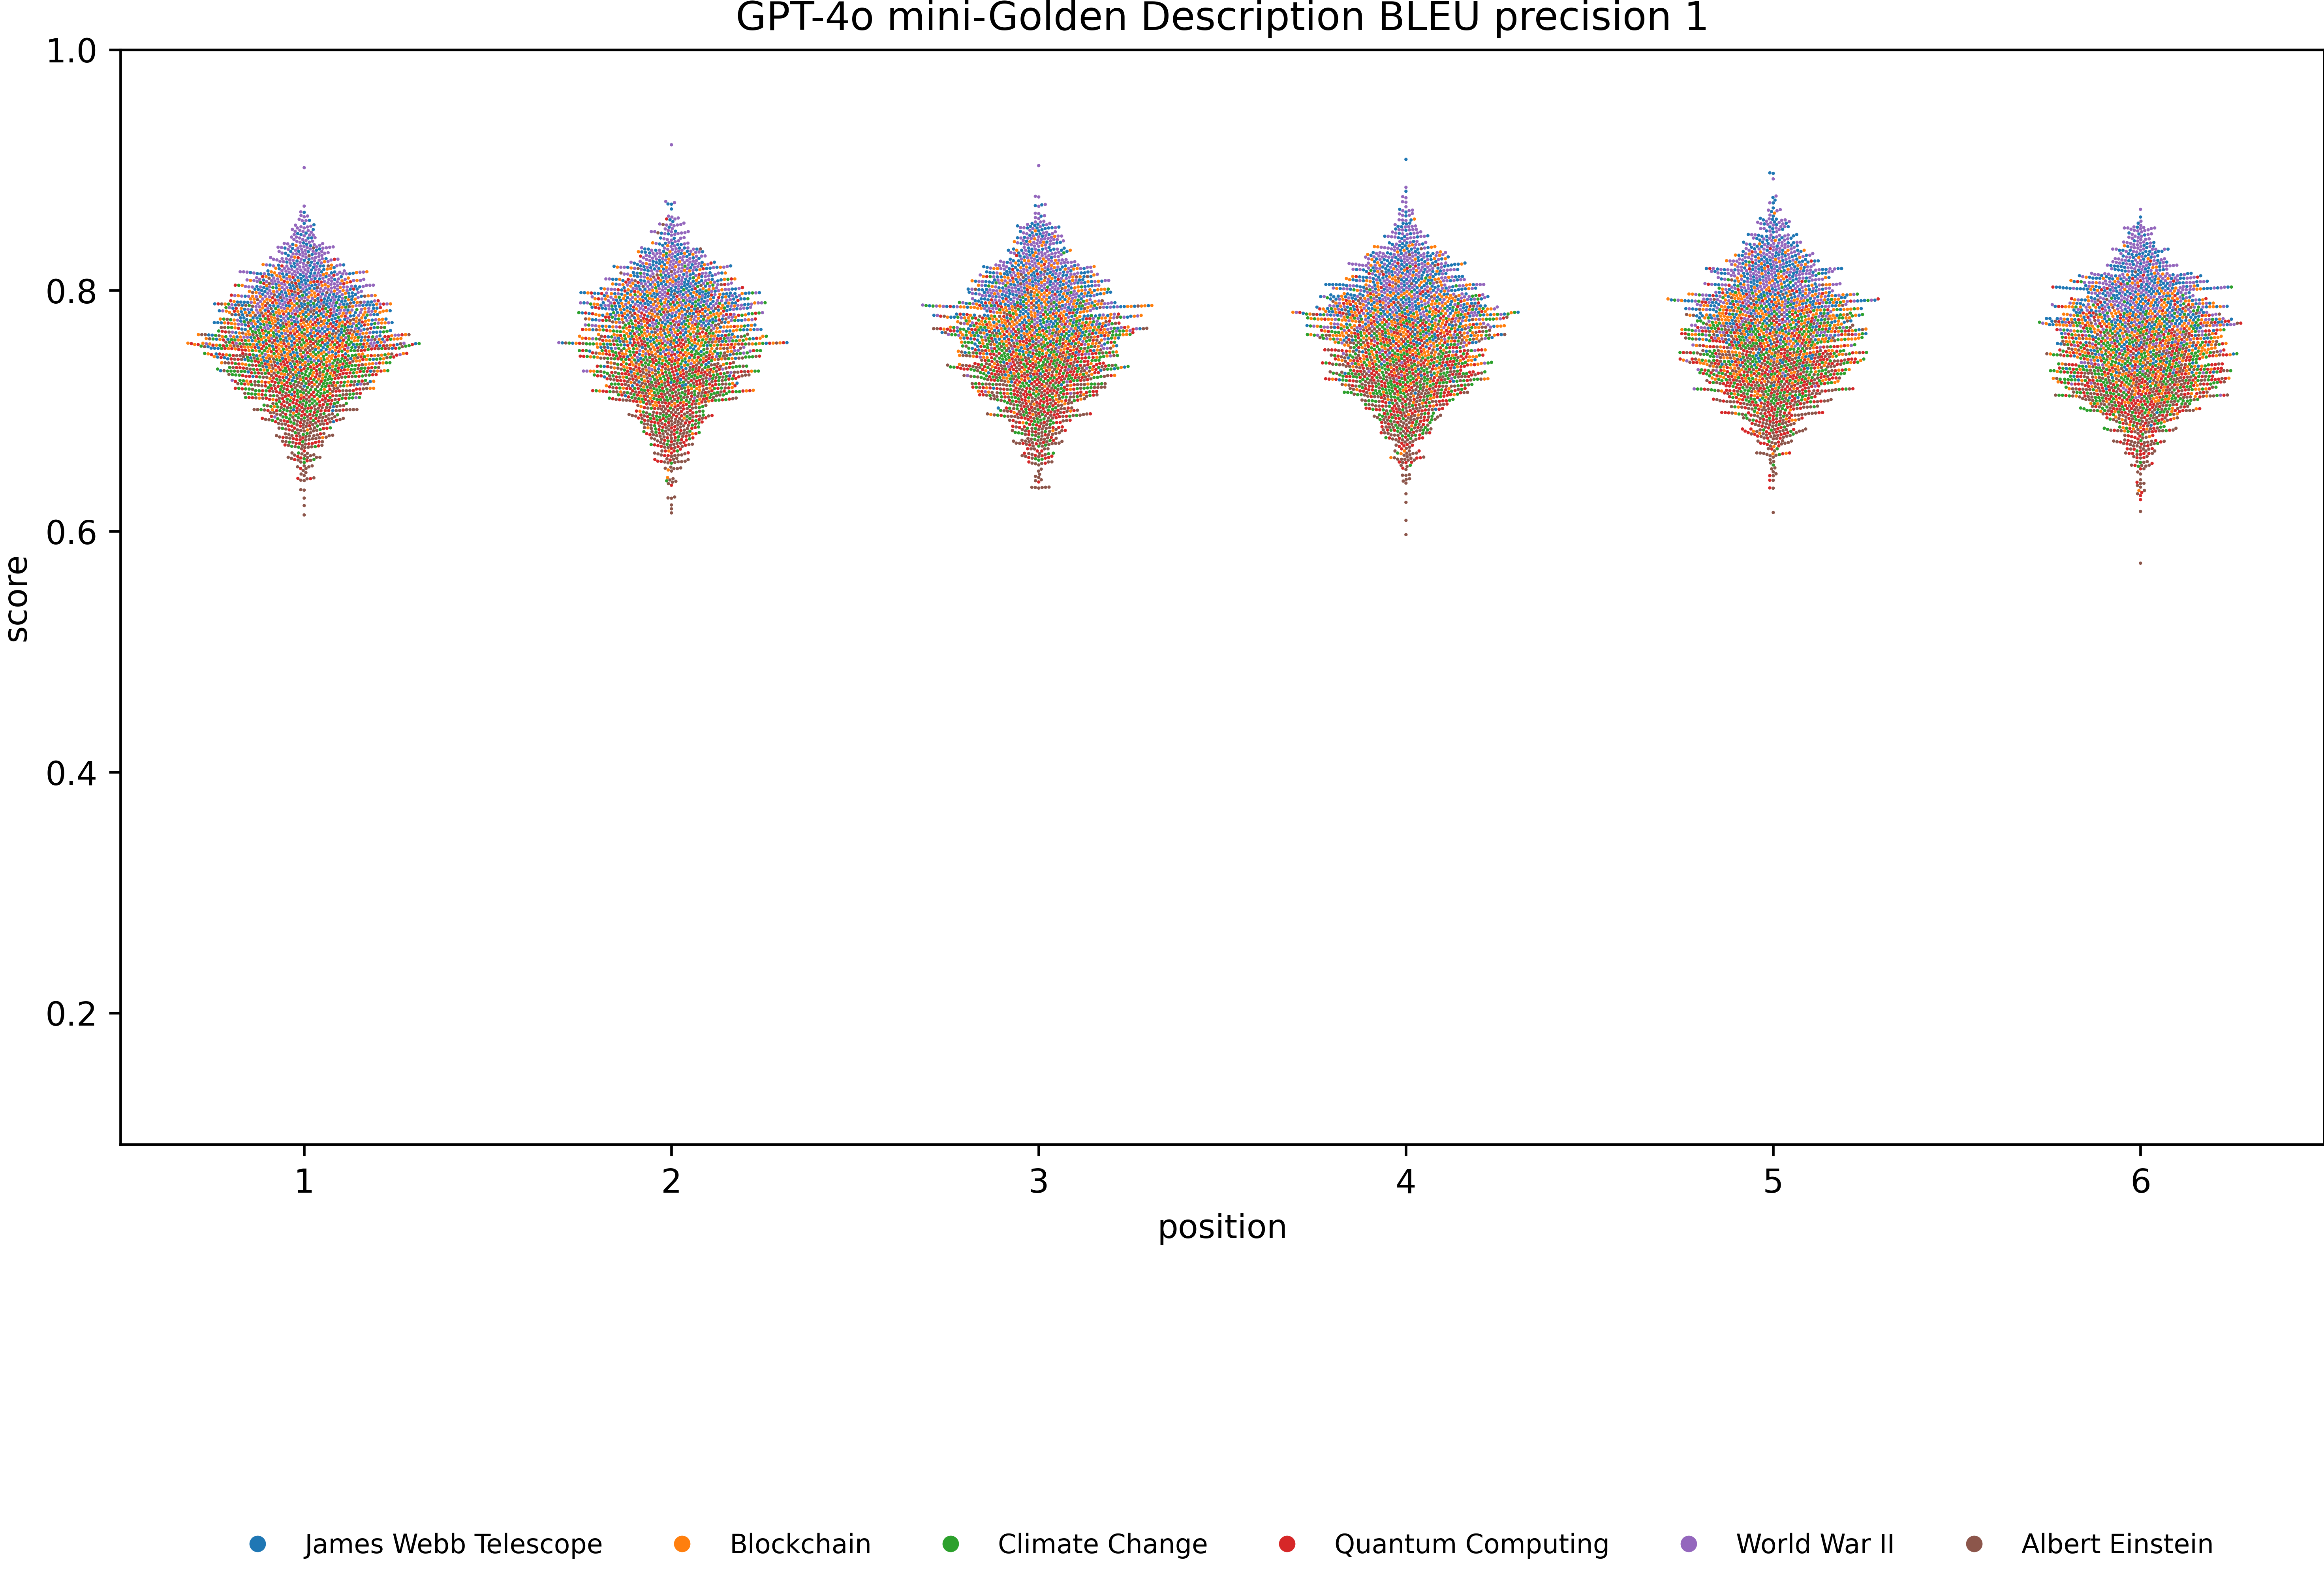 GPT-4o mini-Golden Description BLEU precision 1
1.0
0.8
0.6
0.4
0.2
score
1 2 3 4 5 6
position
James Webb Telescope Blockchain Climate Change Quantum Computing World War II Albert Einstein